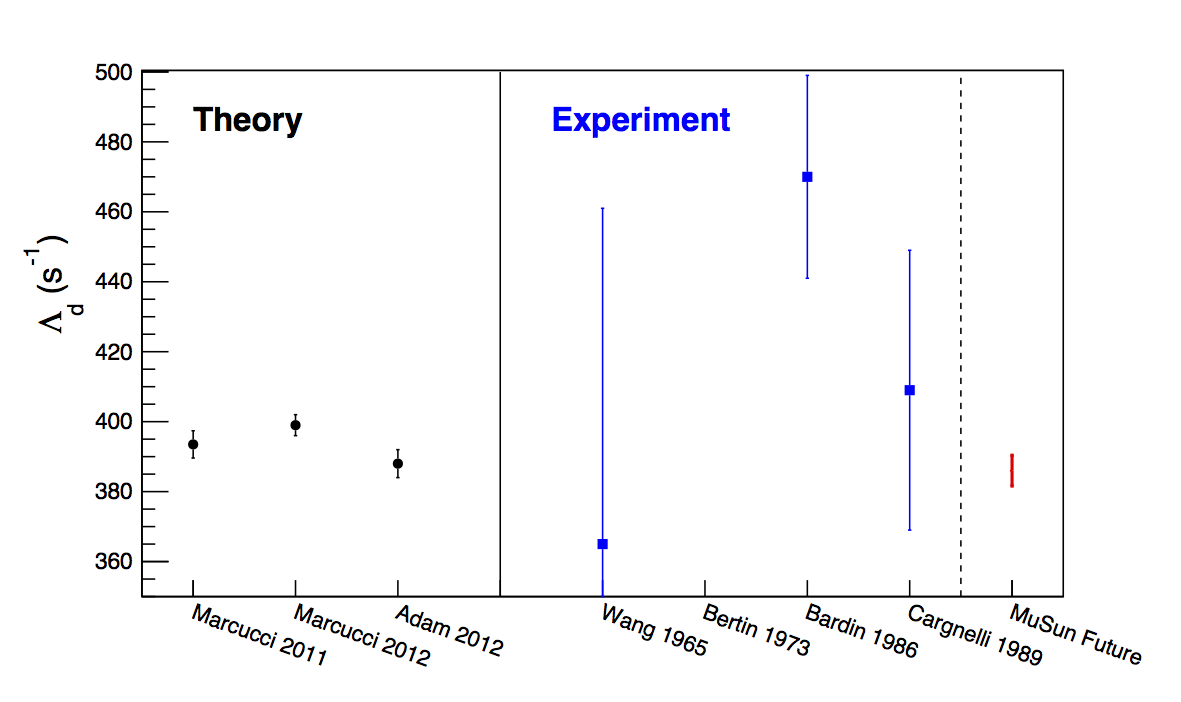 500
480
460
440
420
400
380
360
Λd (s-1)
Theory
Experiment
Marcucci 2011
Marcucci 2012
Adam 2012
Wang 1965
Bertin 1973
Bardin 1986
Cargnelli 1989
MuSun Future